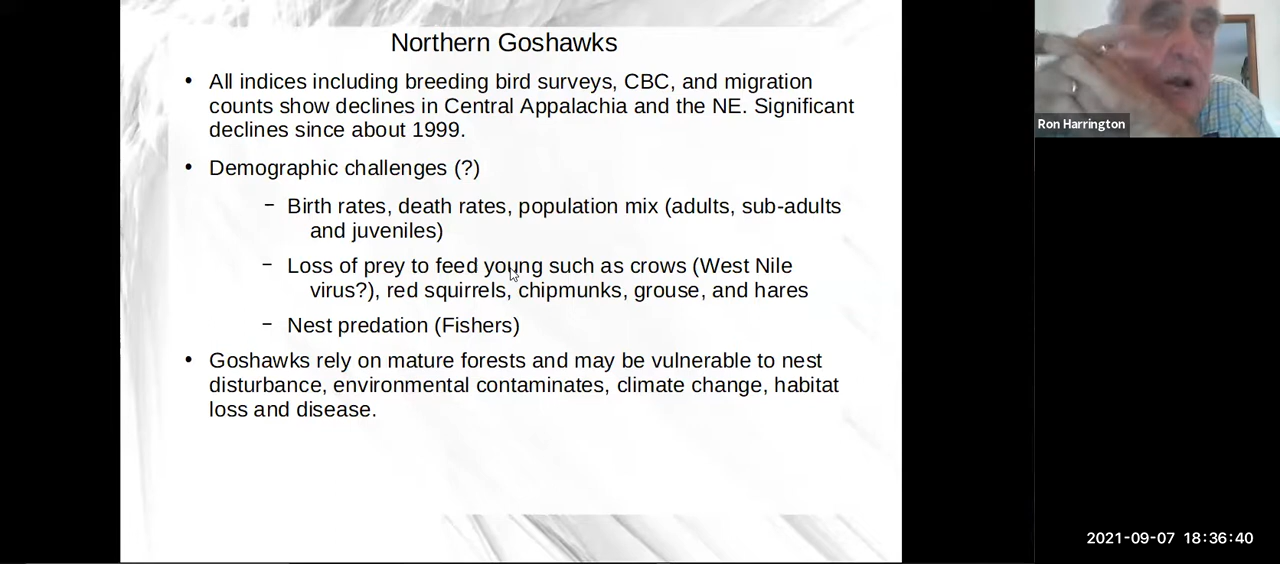 Northern Goshawks
• All indices including breeding bird surveys, CBC, and migration
counts show declines in Central Appalachia and the NE. Significant
declines since about 1999.
• Demographic challenges (?)
– Birth rates, death rates, population mix (adults, sub-adults
and juveniles)
– Loss of prey to feed young such as crows (West Nile
virus?), red squirrels, chipmunks, grouse, and hares
– Nest predation (Fishers)
• Goshawks rely on mature forests and may be vulnerable to nest
disturbance, environmental contaminates, climate change, habitat
loss and disease.
Ron Harrington
2021-09-07 18:36:40